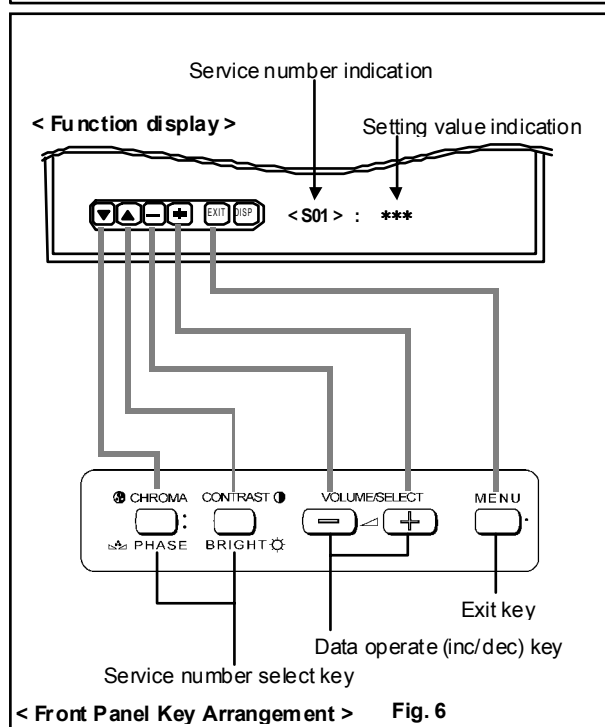 Service number indication
< Function display >
Setting value indication
EXIT DISP
< S01 > : ***
CHROMA CONTRAST VOLUME/SELECT MENU
PHASE BRIGHT
Exit key
Data operate (inc/dec) key
Service number select key
< Front Panel Key Arrangement > Fig. 6